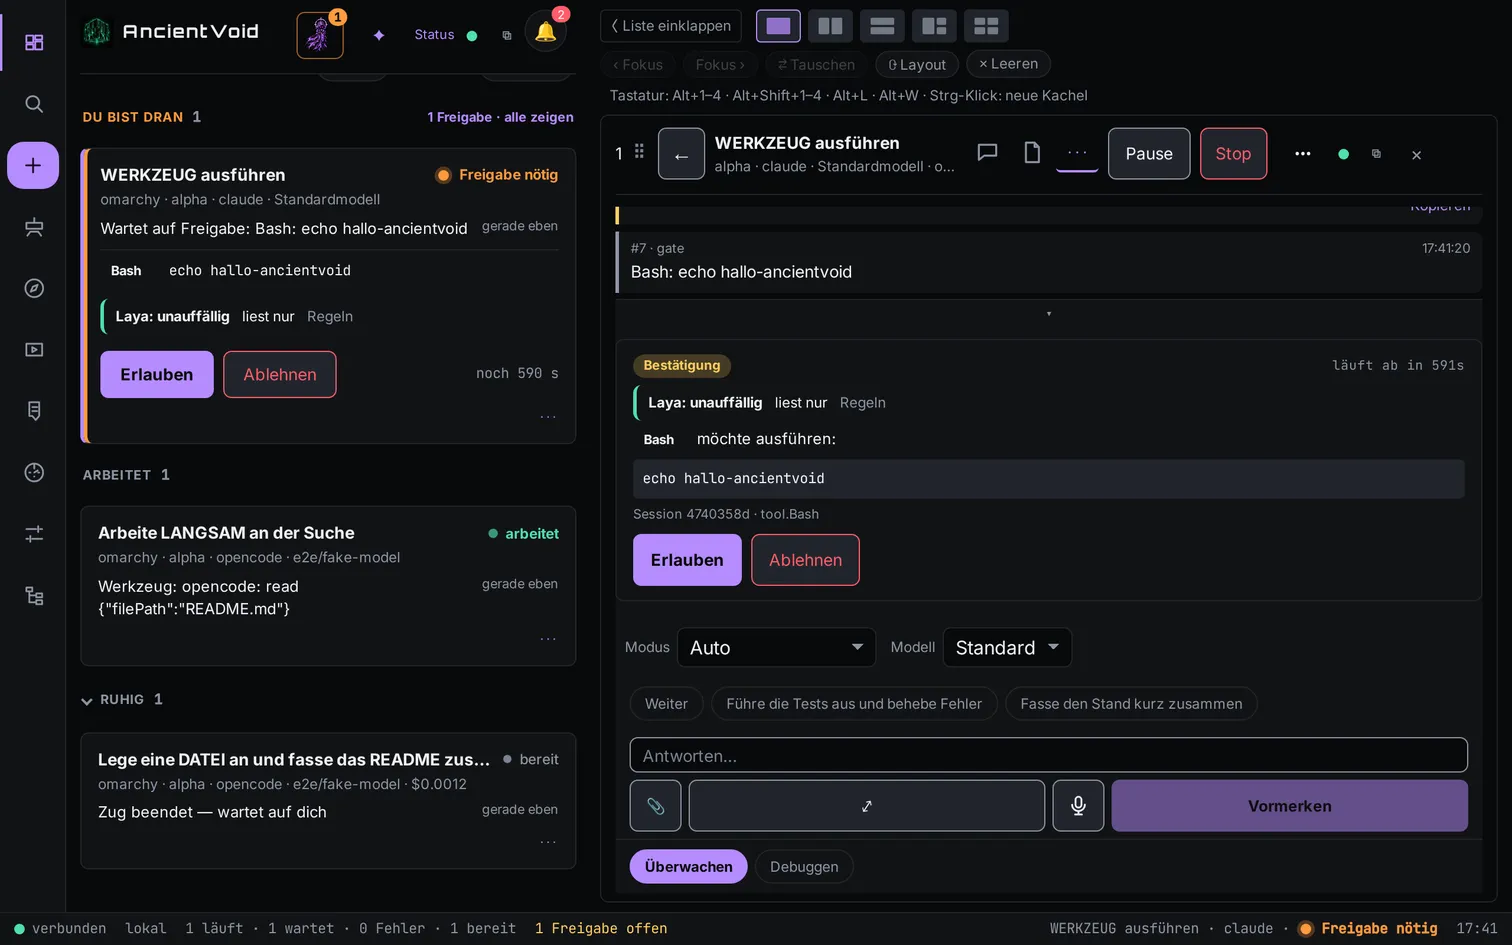 AncientVoid
1
Status
2
DU BIST DRAN 1
1 Freigabe · alle zeigen
WERKZEUG ausführen
Freigabe nötig
omarchy · alpha · claude · Standardmodell
Wartet auf Freigabe: Bash: echo hallo-ancientvoid
gerade eben
Bash echo hallo-ancientvoid
Laya: unauffällig liest nur Regeln
Erlauben
Ablehnen
noch 590 s
...
ARBEITET 1
Arbeite LANGSAM an der Suche
arbeitet
omarchy · alpha · opencode · e2e/fake-model
Werkzeug: opencode: read
gerade eben
{"filePath":"README.md"}
...
RUHIG 1
Lege eine DATEI an und fasse das README zus...
bereit
omarchy · alpha · opencode · e2e/fake-model · $0.0012
Zug beendet — wartet auf dich
gerade eben
...
Liste einklappen
‹ Fokus
Fokus ›
⇄ Tauschen
Layout
× Leeren
Tastatur: Alt+1–4 · Alt+Shift+1–4 · Alt+L · Alt+W · Strg-Klick: neue Kachel
1
←
WERKZEUG ausführen
alpha · claude · Standardmodell · o...
...
Pause
Stop
•••
×
Kopieren
#7 · gate
17:41:20
Bash: echo hallo-ancientvoid
Bestätigung
läuft ab in 591s
Laya: unauffällig liest nur Regeln
Bash möchte ausführen:
echo hallo-ancientvoid
Session 4740358d · tool.Bash
Erlauben
Ablehnen
Modus Auto
Modell Standard
Weiter
Führe die Tests aus und behebe Fehler
Fasse den Stand kurz zusammen
Antworten...
Vormerken
Überwachen
Debuggen
verbunden lokal 1 läuft · 1 wartet · 0 Fehler · 1 bereit 1 Freigabe offen
WERKZEUG ausführen · claude · Freigabe nötig 17:41